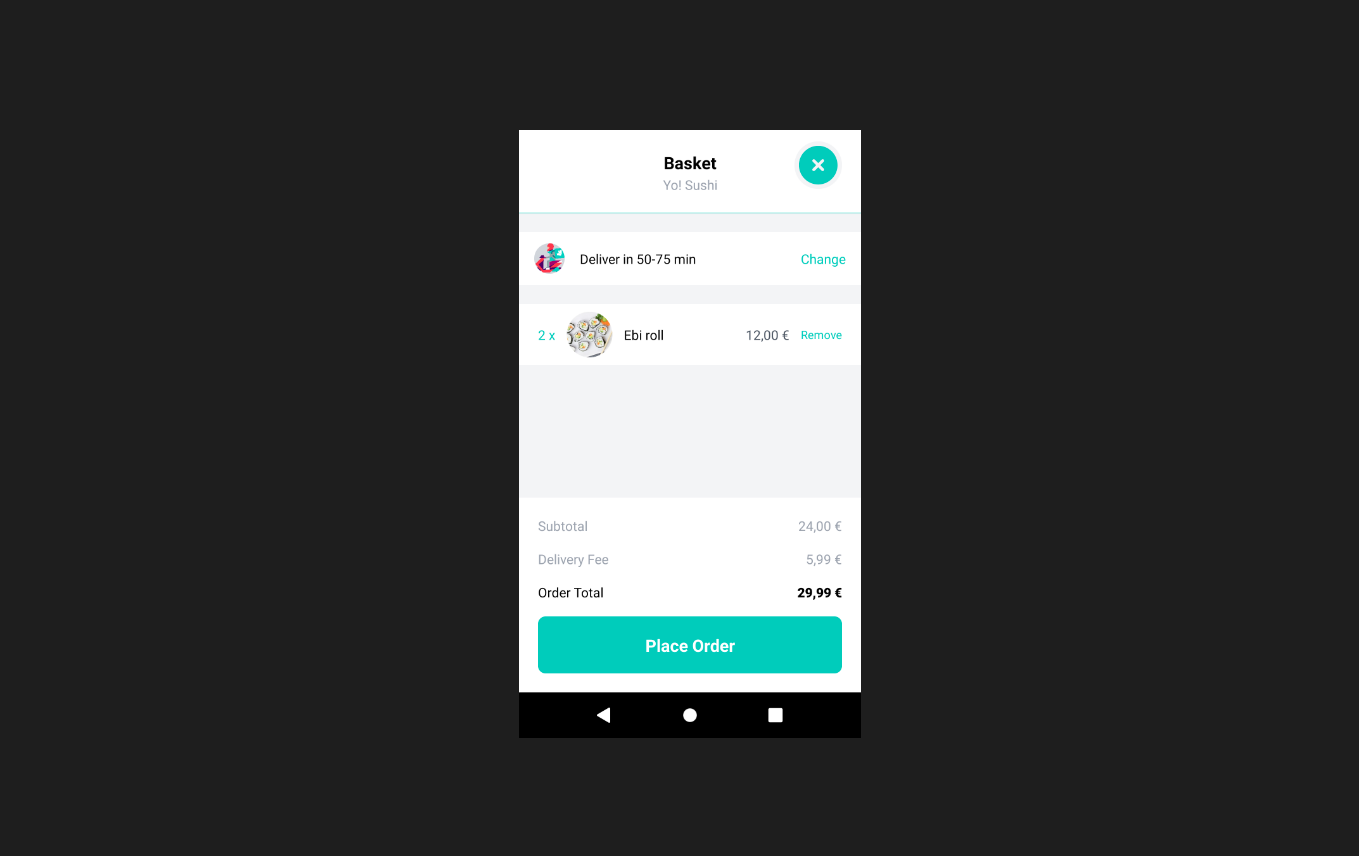 Basket
Yo! Sushi
Deliver in 50-75 min Change
2 x Ebi roll 12,00 € Remove
Subtotal 24,00 €
Delivery Fee 5,99 €
Order Total 29,99 €
Place Order